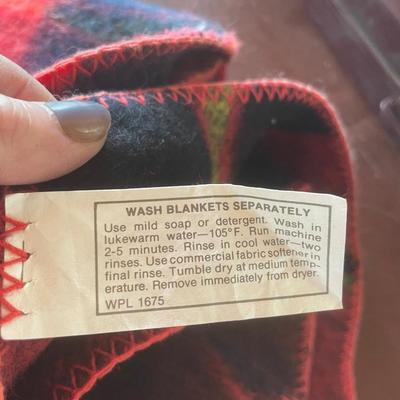 WASH BLANKETS SEPARATELY
Use mild soap or detergent. Wash in
lukewarm water—105°F. Run machine
2-5 minutes. Rinse in cool water—two
rinses. Use commercial fabric softener in
final rinse. Tumble dry at medium temp-
erature. Remove immediately from dryer.
WPL 1675